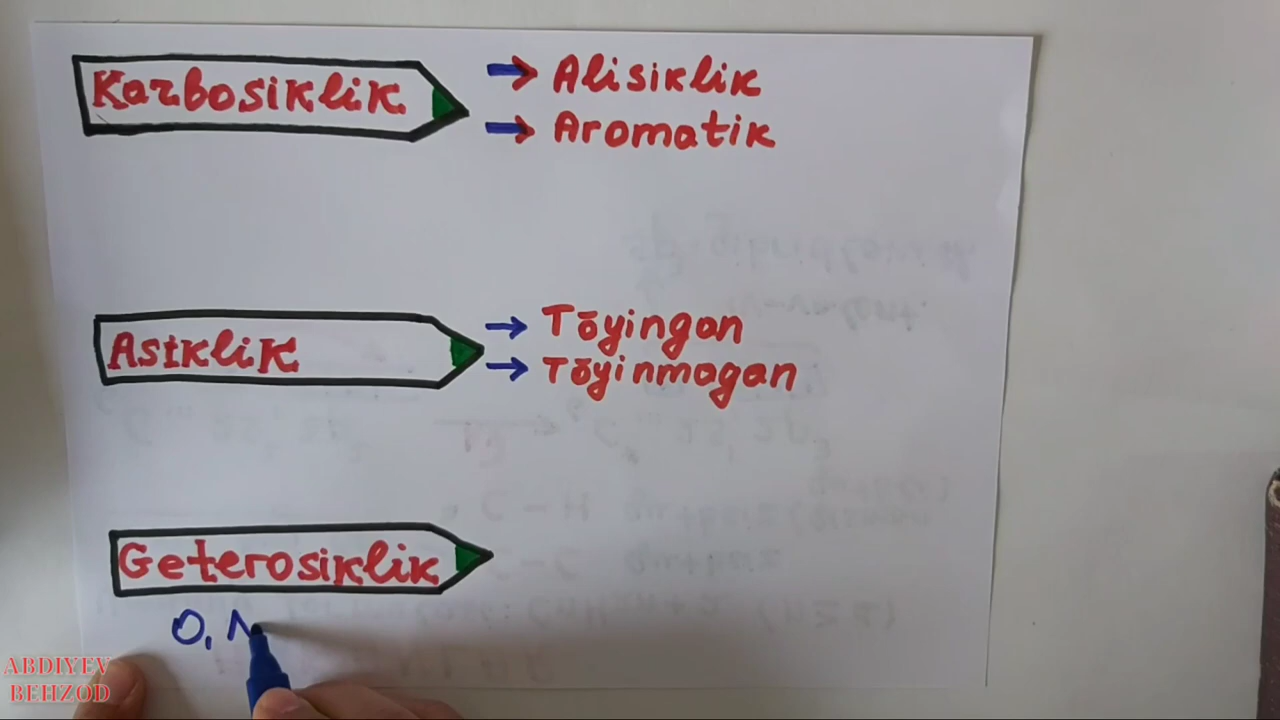 Karbosiklik
→ Alisiklik
→ Aromatik
Asiklik
→ Tōyingan
→ Tōyinmagan
Geterosiklik
O, N
ABDIYEV
BEHZOD